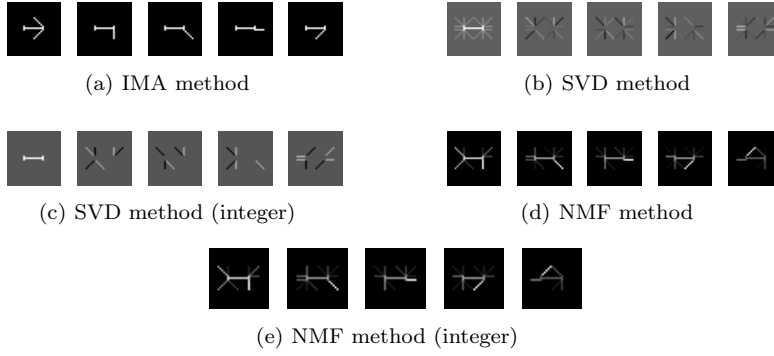 (a) IMA method
(b) SVD method
(c) SVD method (integer)
(d) NMF method
(e) NMF method (integer)